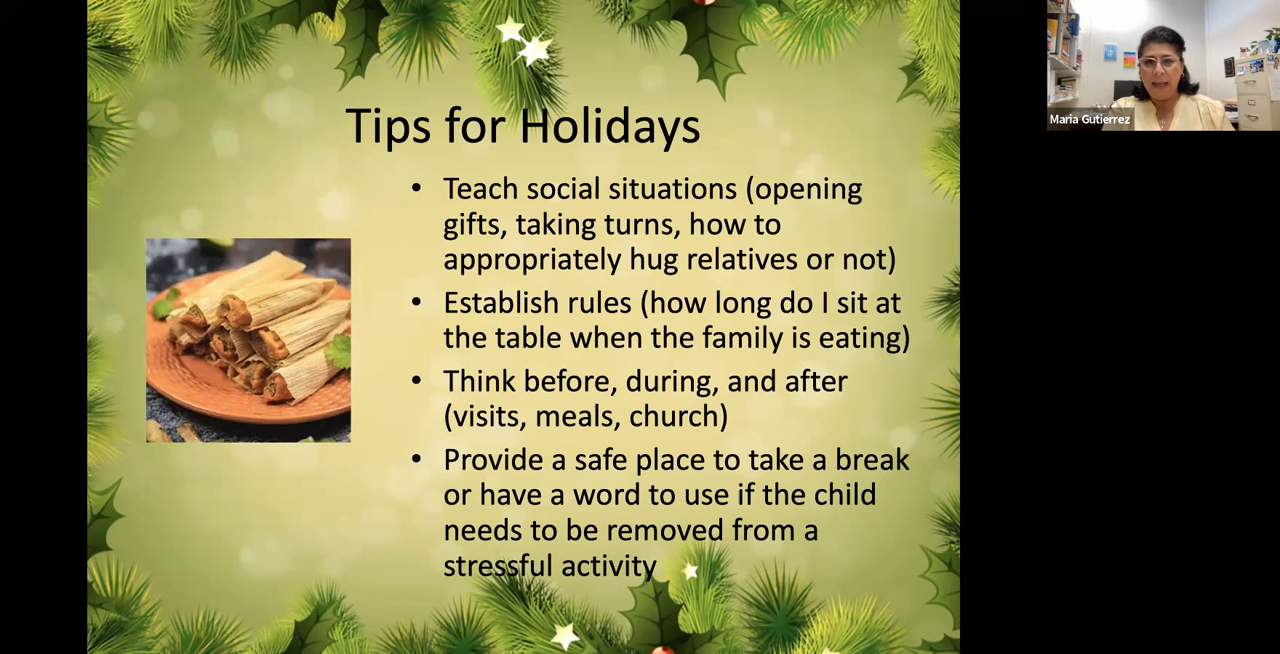 Tips for Holidays
• Teach social situations (opening
gifts, taking turns, how to
appropriately hug relatives or not)
• Establish rules (how long do I sit at
the table when the family is eating)
• Think before, during, and after
(visits, meals, church)
• Provide a safe place to take a break
or have a word to use if the child
needs to be removed from a
stressful activity
Maria Gutierrez